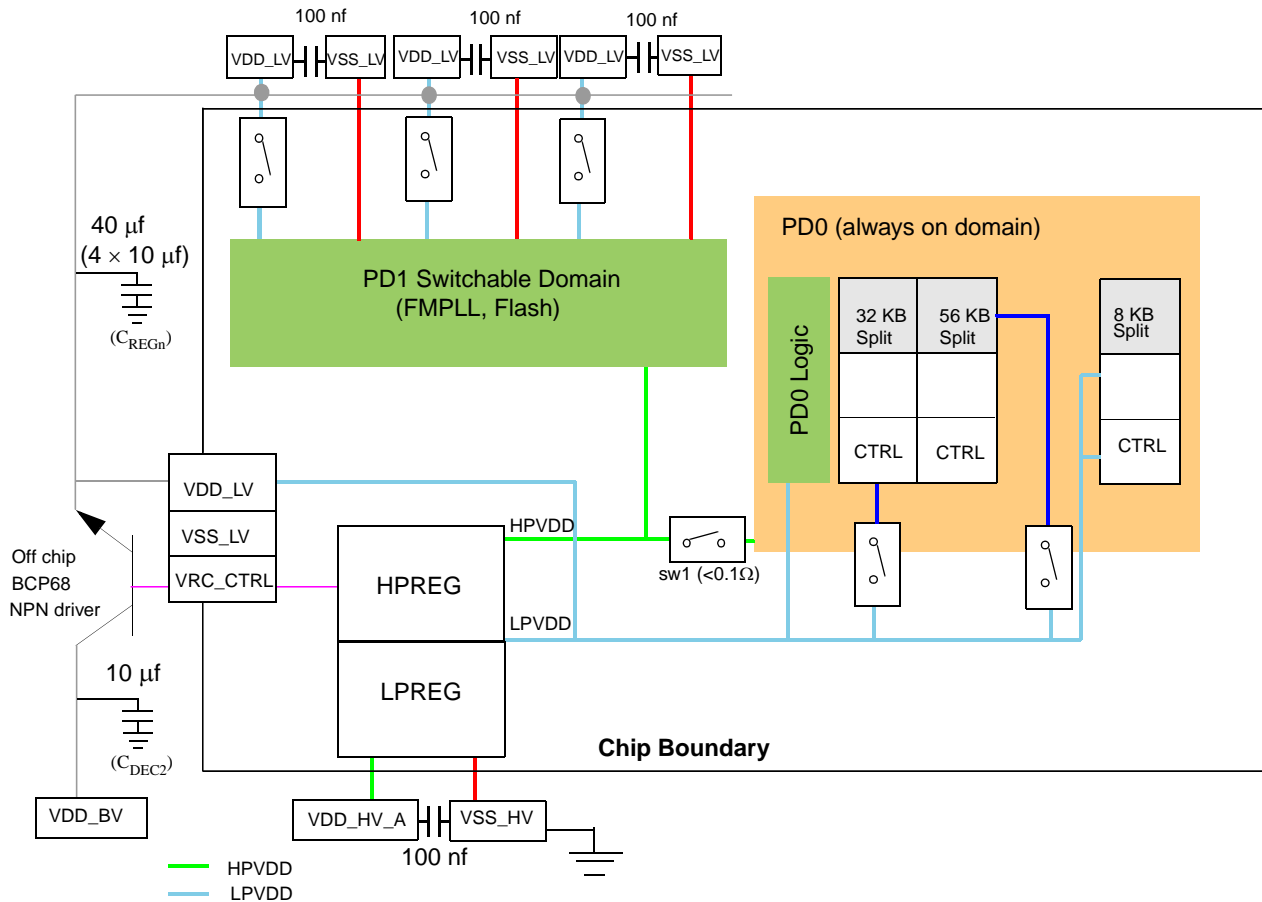 100 nf
100 nf
100 nf
VDD_LV
VSS_LV
VDD_LV
VSS_LV
VDD_LV
VSS_LV
40 μf
(4 × 10 μf)
(CREGn)
PD1 Switchable Domain
(FMPLL, Flash)
PD0 (always on domain)
PD0 Logic
32 KB
Split
56 KB
Split
8 KB
Split
CTRL
CTRL
CTRL
VDD_LV
VSS_LV
VRC_CTRL
Off chip
BCP68
NPN driver
HPVDD
sw1 (<0.1Ω)
HPREG
LPVDD
LPREG
10 μf
(CDEC2)
Chip Boundary
VDD_BV
VDD_HV_A
VSS_HV
100 nf
HPVDD
LPVDD